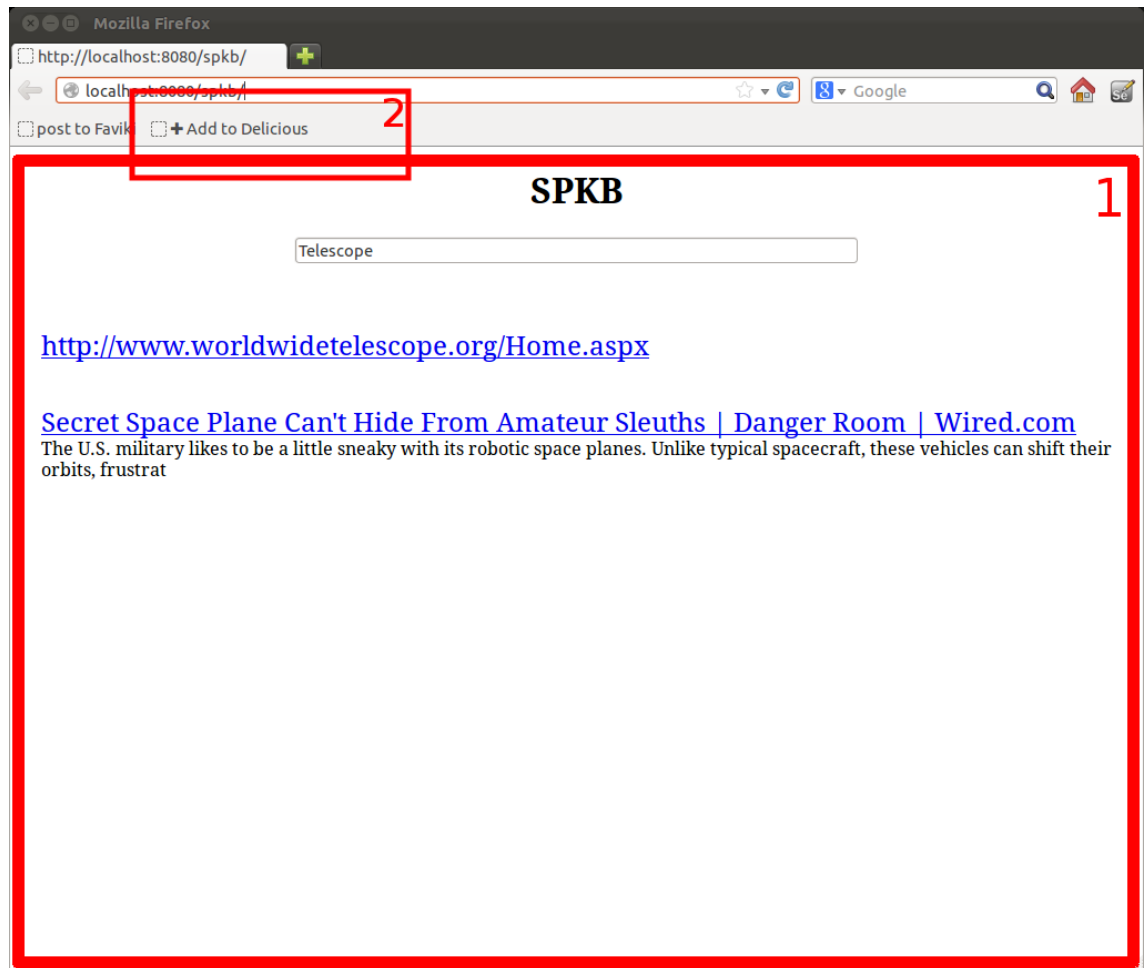 Mozilla Firefox
http://localhost:8080/spkb/
localhost:8080/spkb/
8 Google
Se
post to Faviki
+ Add to Delicious
2
1
SPKB
Telescope
http://www.worldwidetelescope.org/Home.aspx
Secret Space Plane Can't Hide From Amateur Sleuths | Danger Room | Wired.com
The U.S. military likes to be a little sneaky with its robotic space planes. Unlike typical spacecraft, these vehicles can shift their
orbits, frustrat